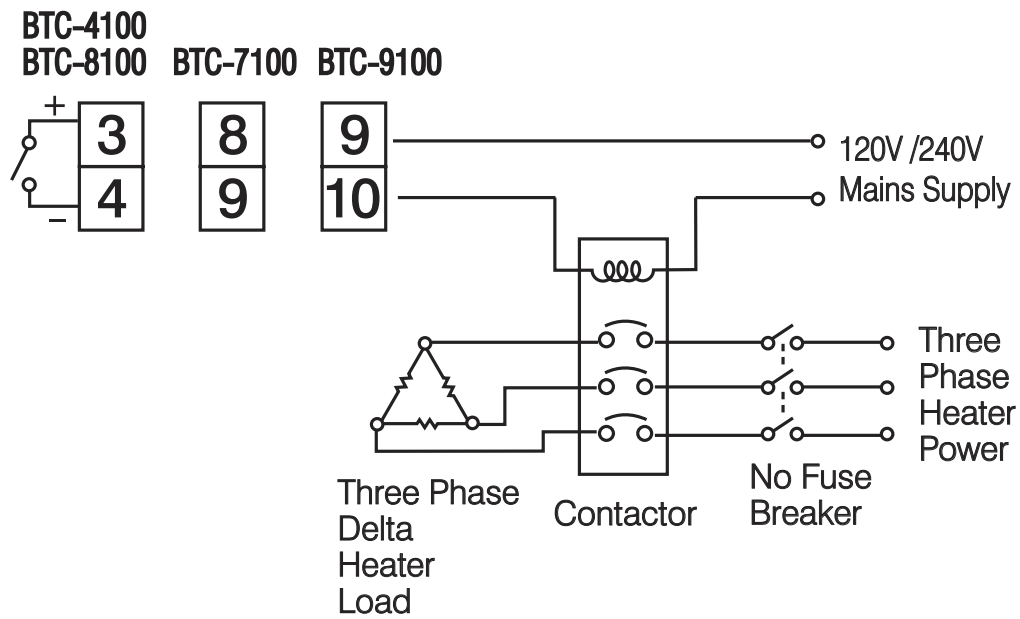 BTC-4100
BTC-8100 BTC-7100 BTC-9100
+ 3 8 9
120V /240V
− 4 9 10
Mains Supply
Three
Phase
Heater
Power
No Fuse
Breaker
Contactor
Three Phase
Delta
Heater
Load